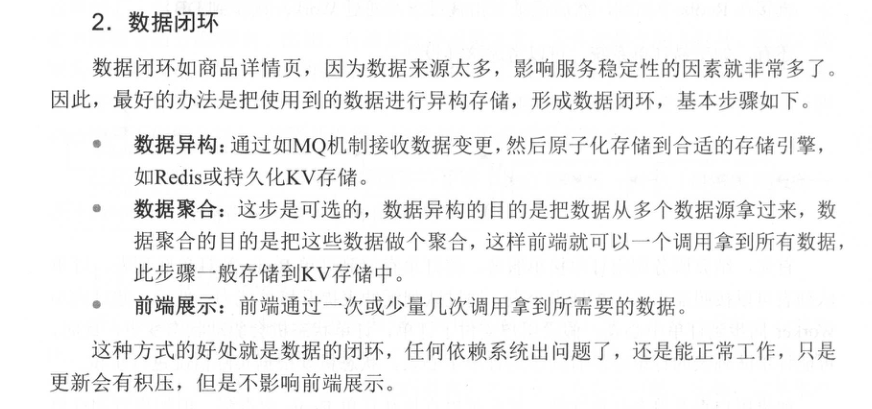 2．数据闭环
数据闭环如商品详情页，因为数据来源太多，影响服务稳定性的因素就非常多了。
因此，最好的办法是把使用到的数据进行异构存储，形成数据闭环，基本步骤如下。
● 数据异构：通过如MQ机制接收数据变更，然后原子化存储到合适的存储引擎，
如Redis或持久化KV存储。
● 数据聚合：这步是可选的，数据异构的目的是把数据从多个数据源拿过来，数
据聚合的目的是把这些数据做个聚合，这样前端就可以一个调用拿到所有数据，
此步骤一般存储到KV存储中。
● 前端展示：前端通过一次或少量几次调用拿到所需要的数据。
这种方式的好处就是数据的闭环，任何依赖系统出问题了，还是能正常工作，只是
更新会有积压，但是不影响前端展示。